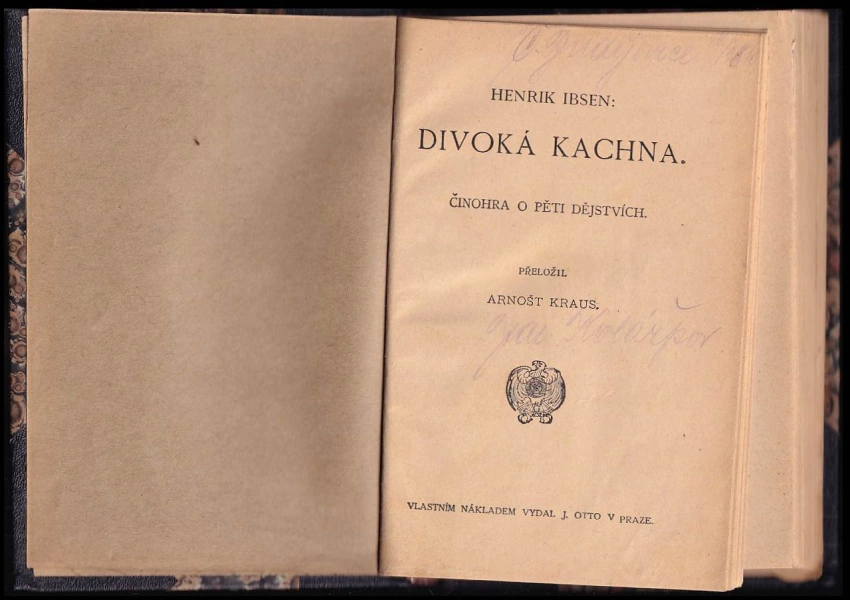 HENRIK IBSEN:
DIVOKÁ KACHNA.
ČINOHRA O PĚTI DĚJSTVÍCH.
PŘELOŽIL
ARNOŠT KRAUS.
VLASTNÍM NÁKLADEM VYDAL J. OTTO V PRAZE.